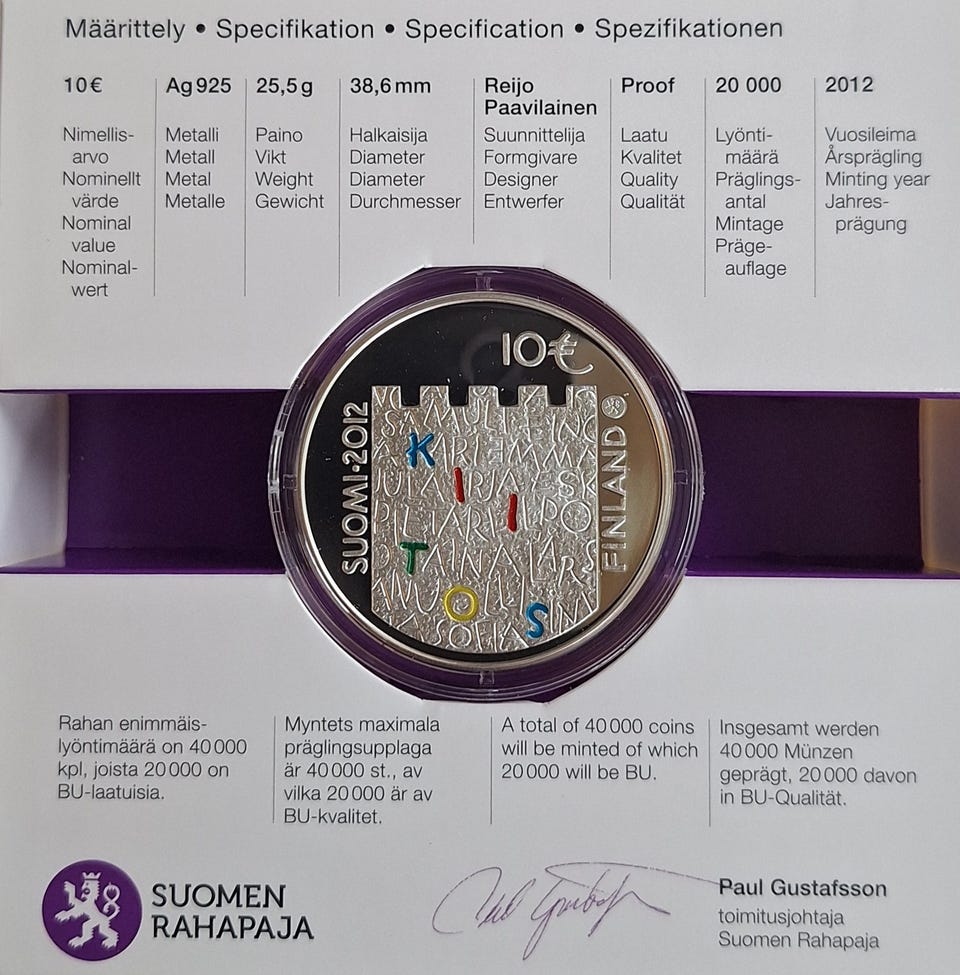 Määrittely • Specifikation • Specification • Spezifikationen
10 €
Nimellis-
arvo
Nominellt
värde
Nominal
value
Nominal-
wert
Ag 925
Metalli
Metall
Metal
Metalle
25,5 g
Paino
Vikt
Weight
Gewicht
38,6 mm
Halkaisija
Diameter
Diameter
Durchmesser
Reijo
Paavilainen
Suunnittelija
Formgivare
Designer
Entwerfer
Proof
Laatu
Kvalitet
Quality
Qualität
20 000
Lyönti-
määrä
Präglings-
antal
Mintage
Präge-
auflage
2012
Vuosileima
Årsprägling
Minting year
Jahres-
prägung
10 €
SUOMI·2012
FINLAND
KIITOS
Rahan enimmäis-
lyöntimäärä on 40 000
kpl, joista 20 000 on
BU-laatuisia.
Myntets maximala
präglingsupplaga
är 40 000 st., av
vilka 20 000 är av
BU-kvalitet.
A total of 40 000 coins
will be minted of which
20 000 will be BU.
Insgesamt werden
40 000 Münzen
geprägt, 20 000 davon
in BU-Qualität.
SUOMEN
RAHAPAJA
Paul Gustafsson
toimitusjohtaja
Suomen Rahapaja